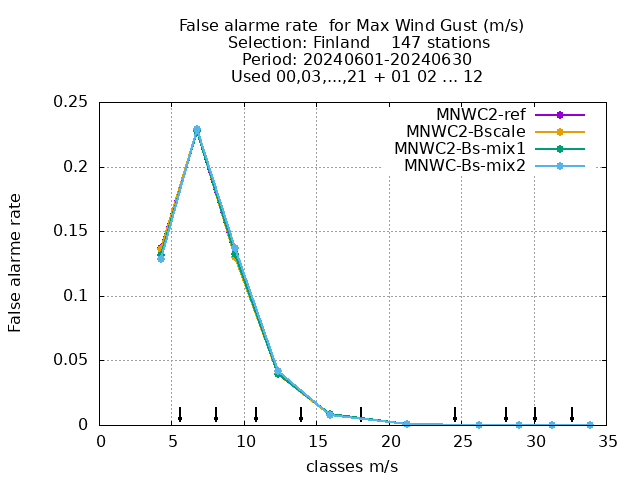 False alarme rate  for Max Wind Gust (m/s)
Selection: Finland    147 stations
Period: 20240601-20240630
Used 00,03,...,21 + 01 02 ... 12
MNWC2-ref
MNWC2-Bscale
MNWC2-Bs-mix1
MNWC-Bs-mix2
False alarme rate
0.25
0.2
0.15
0.1
0.05
0
0 5 10 15 20 25 30 35
classes m/s